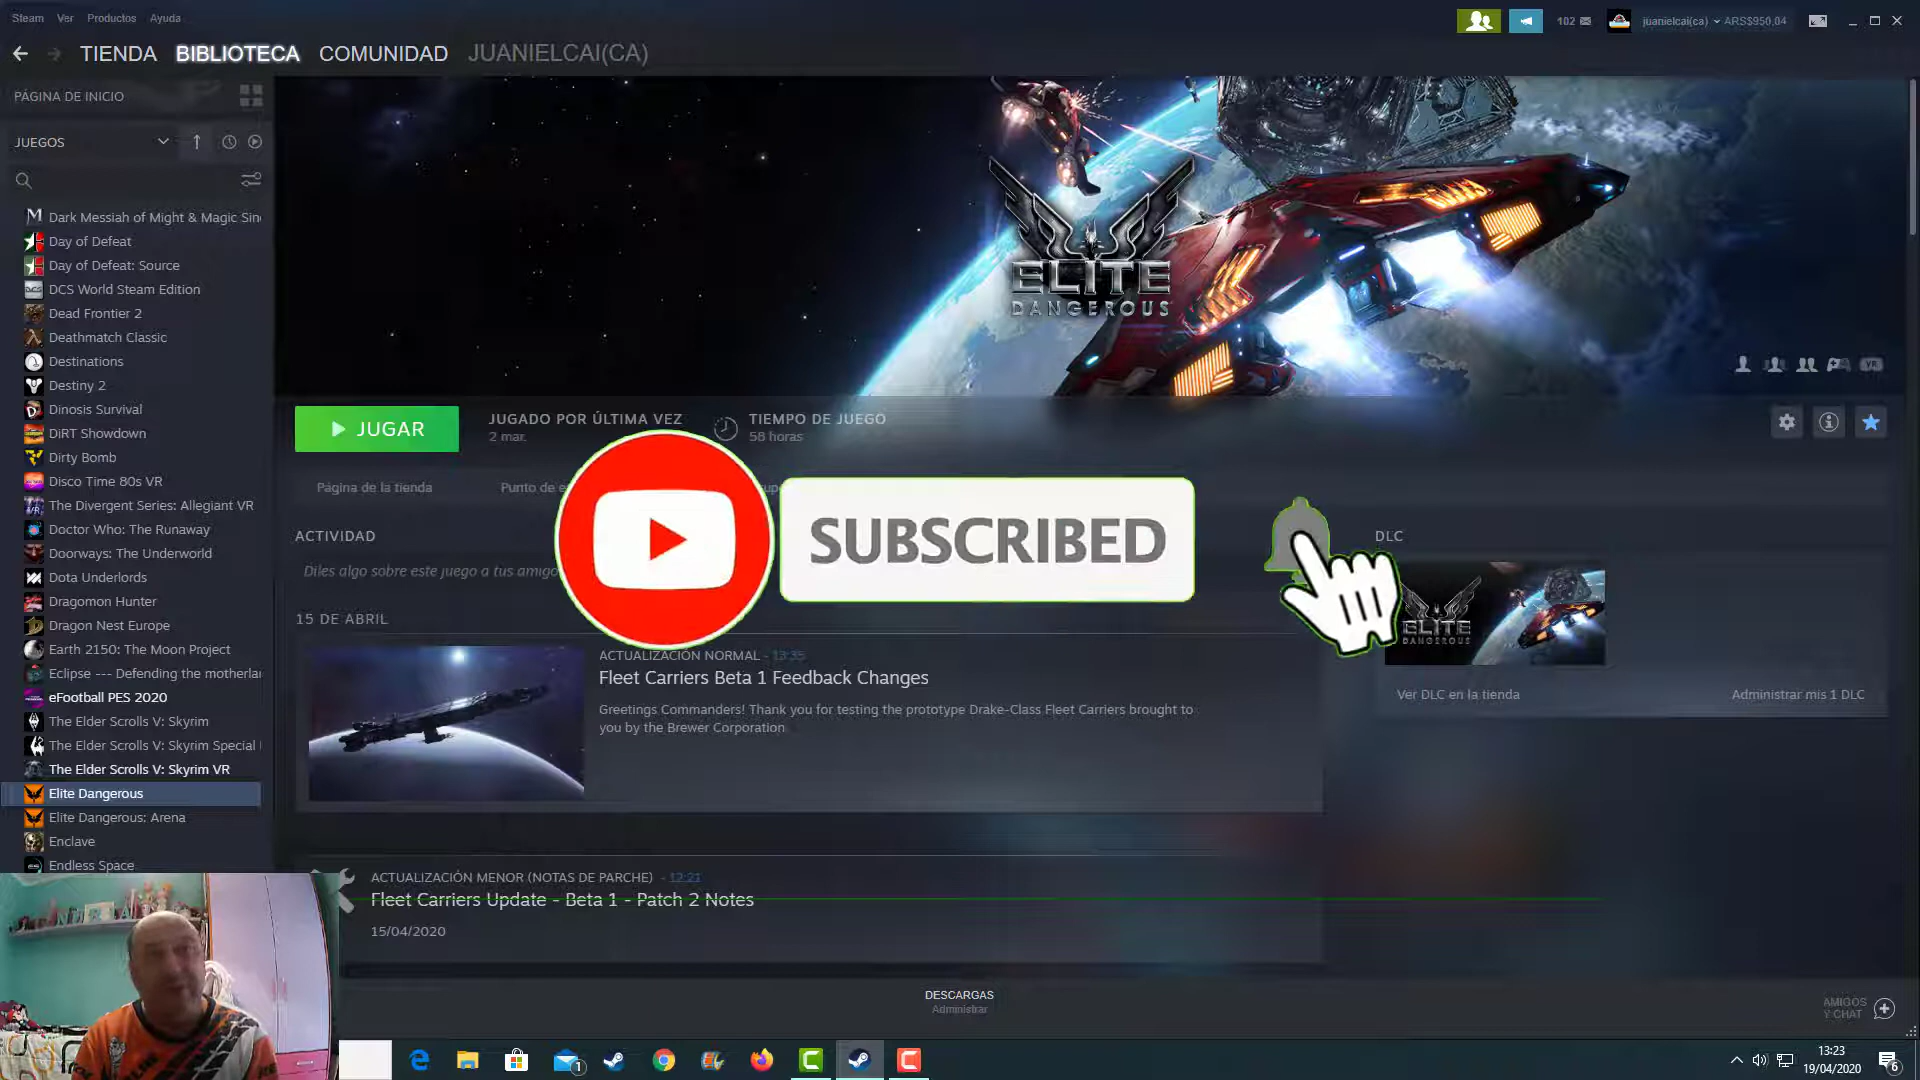 Steam Ver Productos Ayuda
102
juanielcai(ca) ARS$950,04
TIENDA BIBLIOTECA COMUNIDAD JUANIELCAI(CA)
PÁGINA DE INICIO
JUEGOS
Dark Messiah of Might & Magic Sin
Day of Defeat
Day of Defeat: Source
DCS World Steam Edition
Dead Frontier 2
Deathmatch Classic
Destinations
Destiny 2
Dinosis Survival
DiRT Showdown
Dirty Bomb
Disco Time 80s VR
The Divergent Series: Allegiant VR
Doctor Who: The Runaway
Doorways: The Underworld
Dota Underlords
Dragomon Hunter
Dragon Nest Europe
Earth 2150: The Moon Project
Eclipse --- Defending the motherla
eFootball PES 2020
The Elder Scrolls V: Skyrim
The Elder Scrolls V: Skyrim Special
The Elder Scrolls V: Skyrim VR
Elite Dangerous
Elite Dangerous: Arena
Enclave
Endless Space
ELITE
DANGEROUS
VR
JUGAR
JUGADO POR ÚLTIMA VEZ
2 mar.
TIEMPO DE JUEGO
58 horas
Página de la tienda
Punto de e
SUBSCRIBED
ACTIVIDAD
Diles algo sobre este juego a tus amigo
15 DE ABRIL
ACTUALIZACIÓN NORMAL - 13:35
Fleet Carriers Beta 1 Feedback Changes
Greetings Commanders! Thank you for testing the prototype Drake-Class Fleet Carriers brought to
you by the Brewer Corporation
ACTUALIZACIÓN MENOR (NOTAS DE PARCHE) - 12:21
Fleet Carriers Update - Beta 1 - Patch 2 Notes
15/04/2020
DLC
ELITE
DANGEROUS
Ver DLC en la tienda
Administrar mis 1 DLC
DESCARGAS
Administrar
AMIGOS
Y CHAT
1
13:23
19/04/2020
6